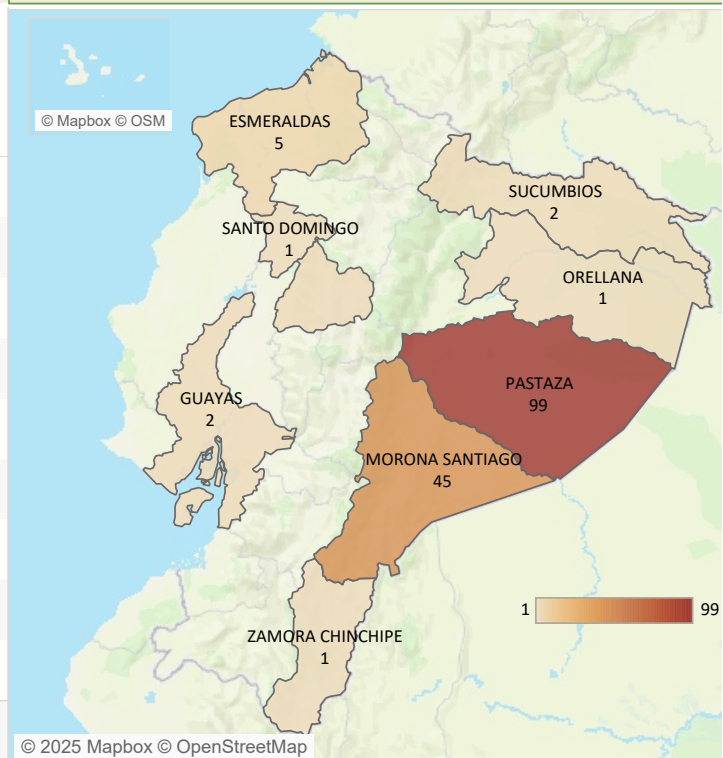 © Mapbox © OSM
ESMERALDAS
5
SUCUMBIOS
2
SANTO DOMINGO
1
ORELLANA
1
PASTAZA
99
GUAYAS
2
MORONA SANTIAGO
45
1 99
ZAMORA CHINCHIPE
1
© 2025 Mapbox © OpenStreetMap